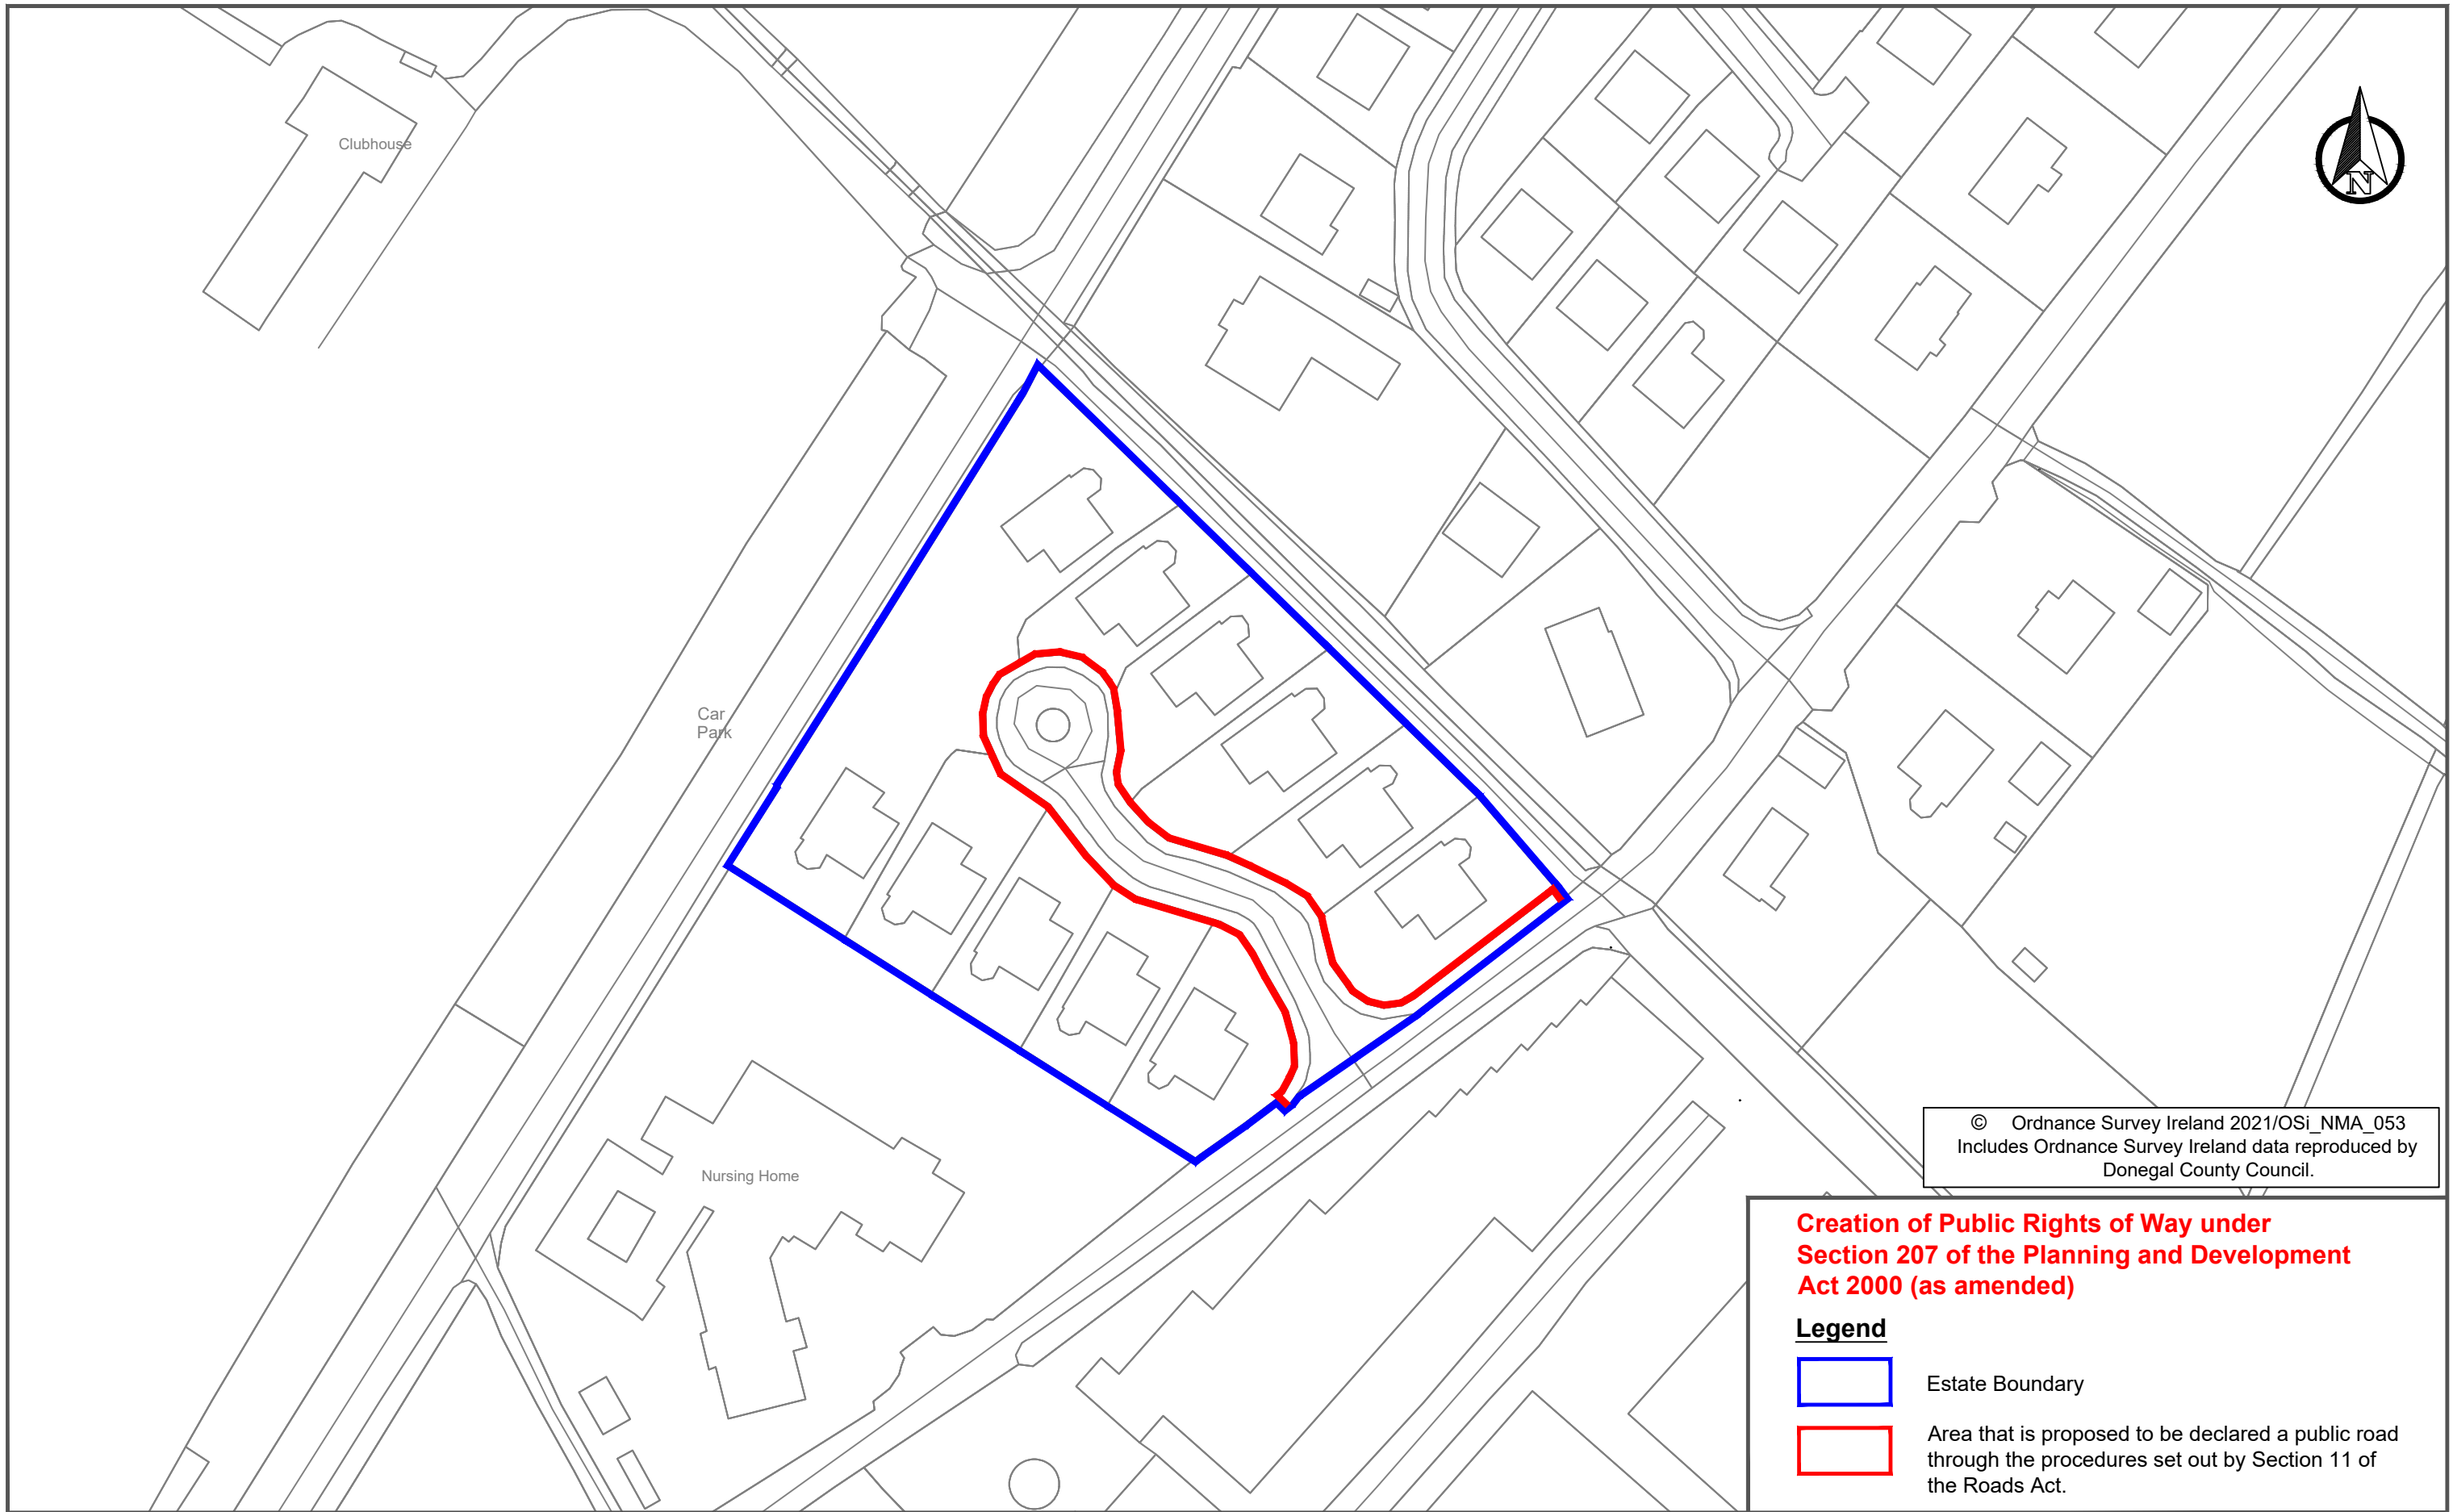 Clubhouse
N
Car
Park
Nursing Home
© Ordnance Survey Ireland 2021/OSi_NMA_053
Includes Ordnance Survey Ireland data reproduced by
Donegal County Council.
Creation of Public Rights of Way under
Section 207 of the Planning and Development
Act 2000 (as amended)
Legend
Estate Boundary
Area that is proposed to be declared a public road
through the procedures set out by Section 11 of
the Roads Act.